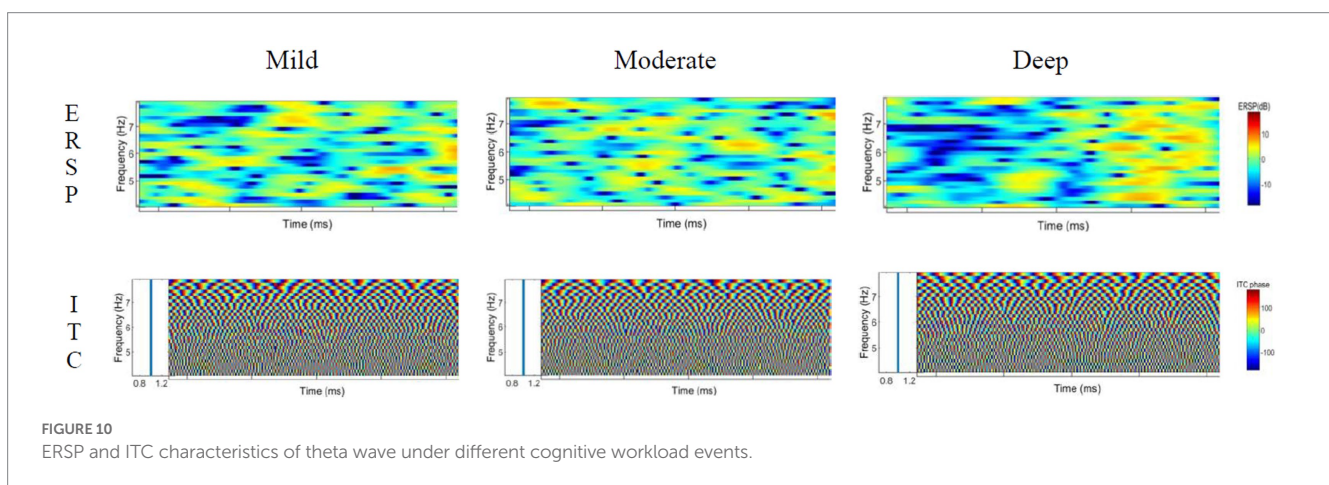 Mild Moderate Deep
E
R
S
P
Frequency (Hz)
7
6
5
Time (ms)
Frequency (Hz)
7
6
5
Time (ms)
Frequency (Hz)
7
6
5
Time (ms)
ERSP(dB)
10
0
-10
I
T
C
Frequency (Hz)
7
6
5
0.8 1.2
Time (ms)
Frequency (Hz)
7
6
5
0.8 1.2
Time (ms)
Frequency (Hz)
7
6
5
0.8 1.2
Time (ms)
ITC phase
100
0
-100
FIGURE 10
ERSP and ITC characteristics of theta wave under different cognitive workload events.